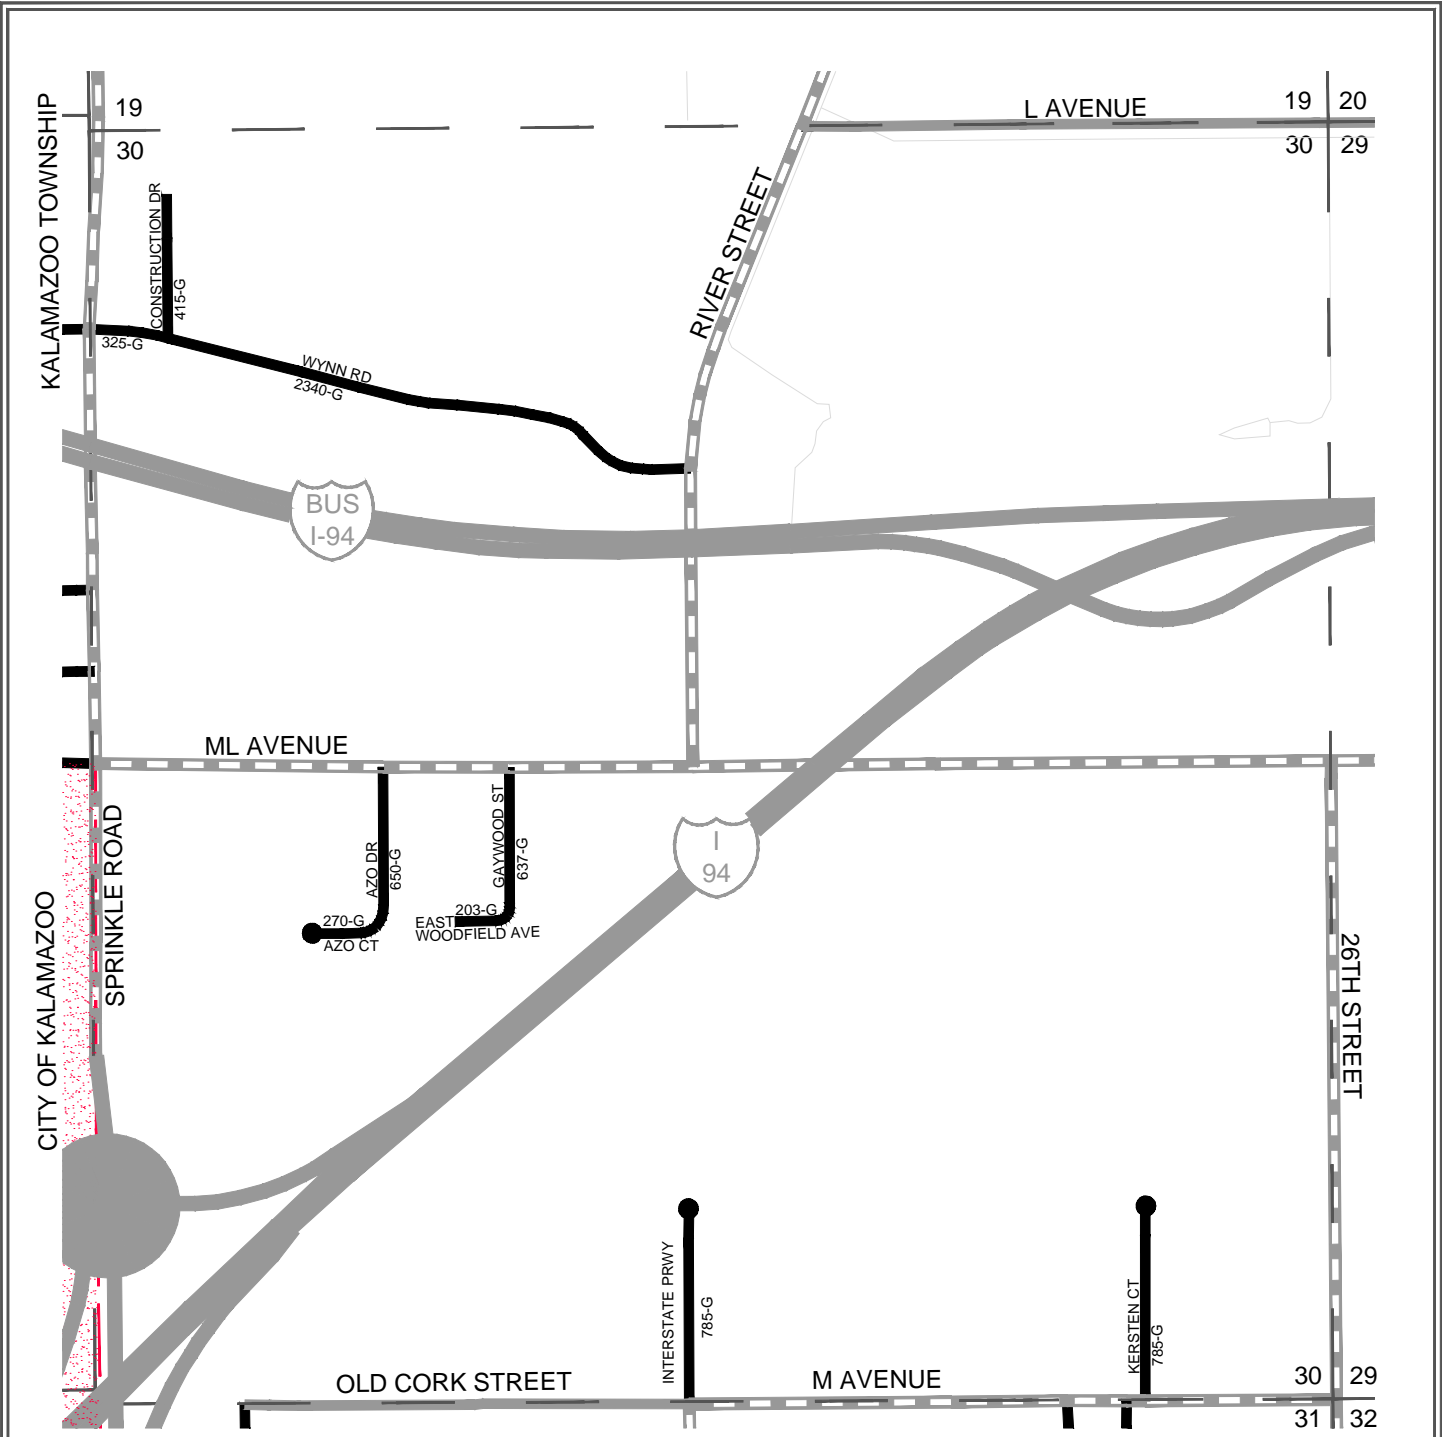 19
30
L AVENUE
19 20
30 29
KALAMAZOO TOWNSHIP
CONSTRUCTION DR
415-G
RIVER STREET
325-G
WYNN RD
2340-G
BUS
I-94
ML AVENUE
SPRINKLE ROAD
AZO DR
650-G
GAYWOOD ST
637-G
I
94
270-G
AZO CT
203-G
EAST
WOODFIELD AVE
CITY OF KALAMAZOO
26TH STREET
INTERSTATE PRWY
785-G
KERSTEN CT
785-G
OLD CORK STREET
M AVENUE
30 29
31 32